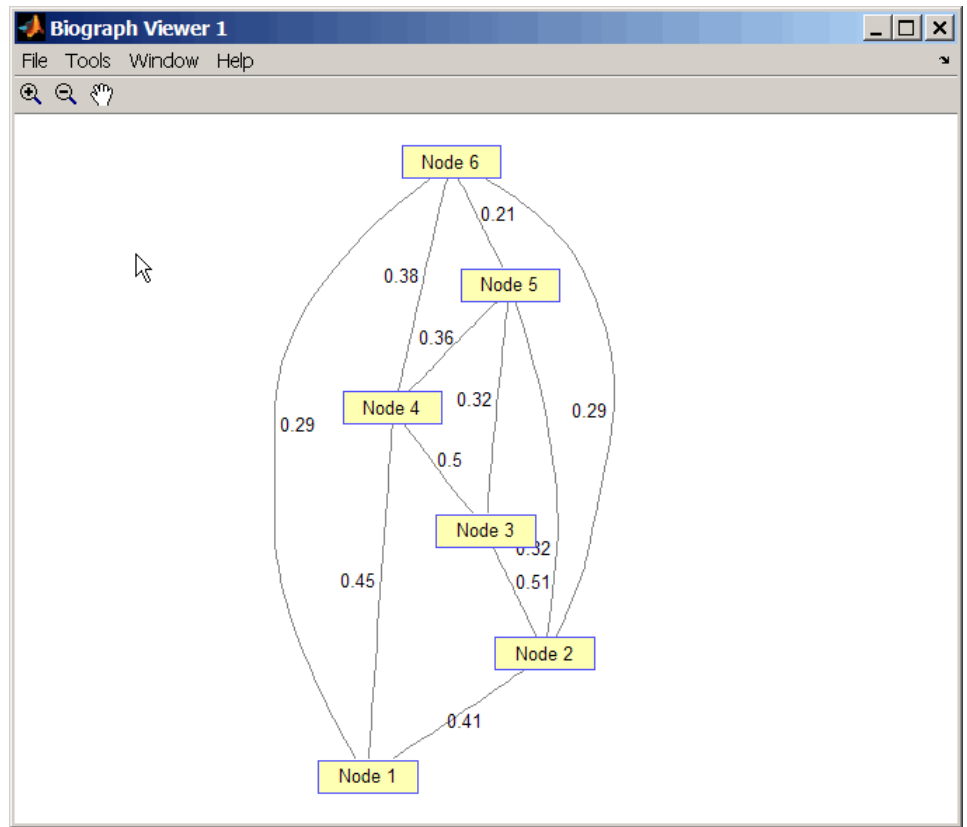 Biograph Viewer 1
File Tools Window Help
Node 6
0.21
0.38
Node 5
0.36
0.32
Node 4
0.29
0.29
0.5
Node 3
0.32
0.45
0.51
Node 2
0.41
Node 1